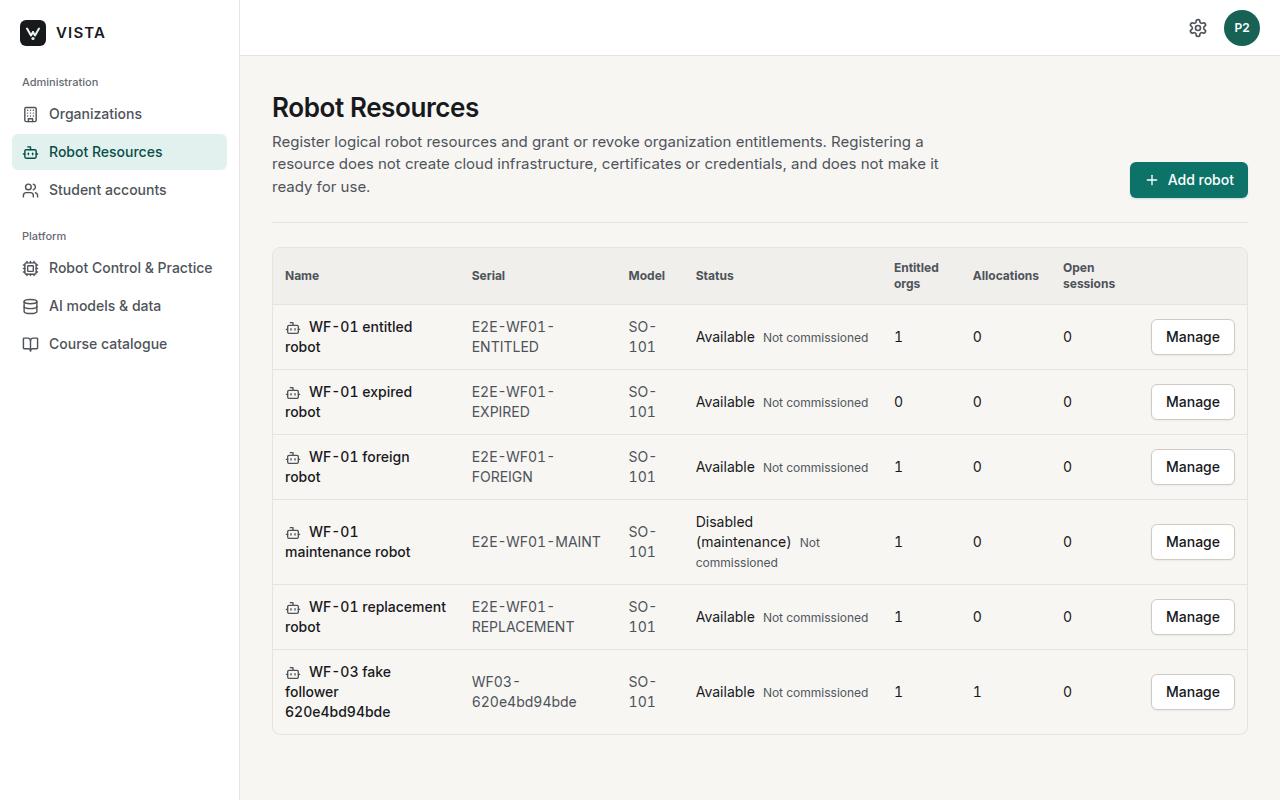 VISTA
P2
Administration
Organizations
Robot Resources
Student accounts
Platform
Robot Control & Practice
AI models & data
Course catalogue
Robot Resources
Register logical robot resources and grant or revoke organization entitlements. Registering a
resource does not create cloud infrastructure, certificates or credentials, and does not make it
ready for use.
Add robot
Name Serial Model Status Entitled orgs Allocations Open sessions
WF-01 entitled robot E2E-WF01-ENTITLED SO-101 Available Not commissioned 1 0 0 Manage
WF-01 expired robot E2E-WF01-EXPIRED SO-101 Available Not commissioned 0 0 0 Manage
WF-01 foreign robot E2E-WF01-FOREIGN SO-101 Available Not commissioned 1 0 0 Manage
WF-01 maintenance robot E2E-WF01-MAINT SO-101 Disabled (maintenance) Not commissioned 1 0 0 Manage
WF-01 replacement robot E2E-WF01-REPLACEMENT SO-101 Available Not commissioned 1 0 0 Manage
WF-03 fake follower 620e4bd94bde WF03-620e4bd94bde SO-101 Available Not commissioned 1 1 0 Manage